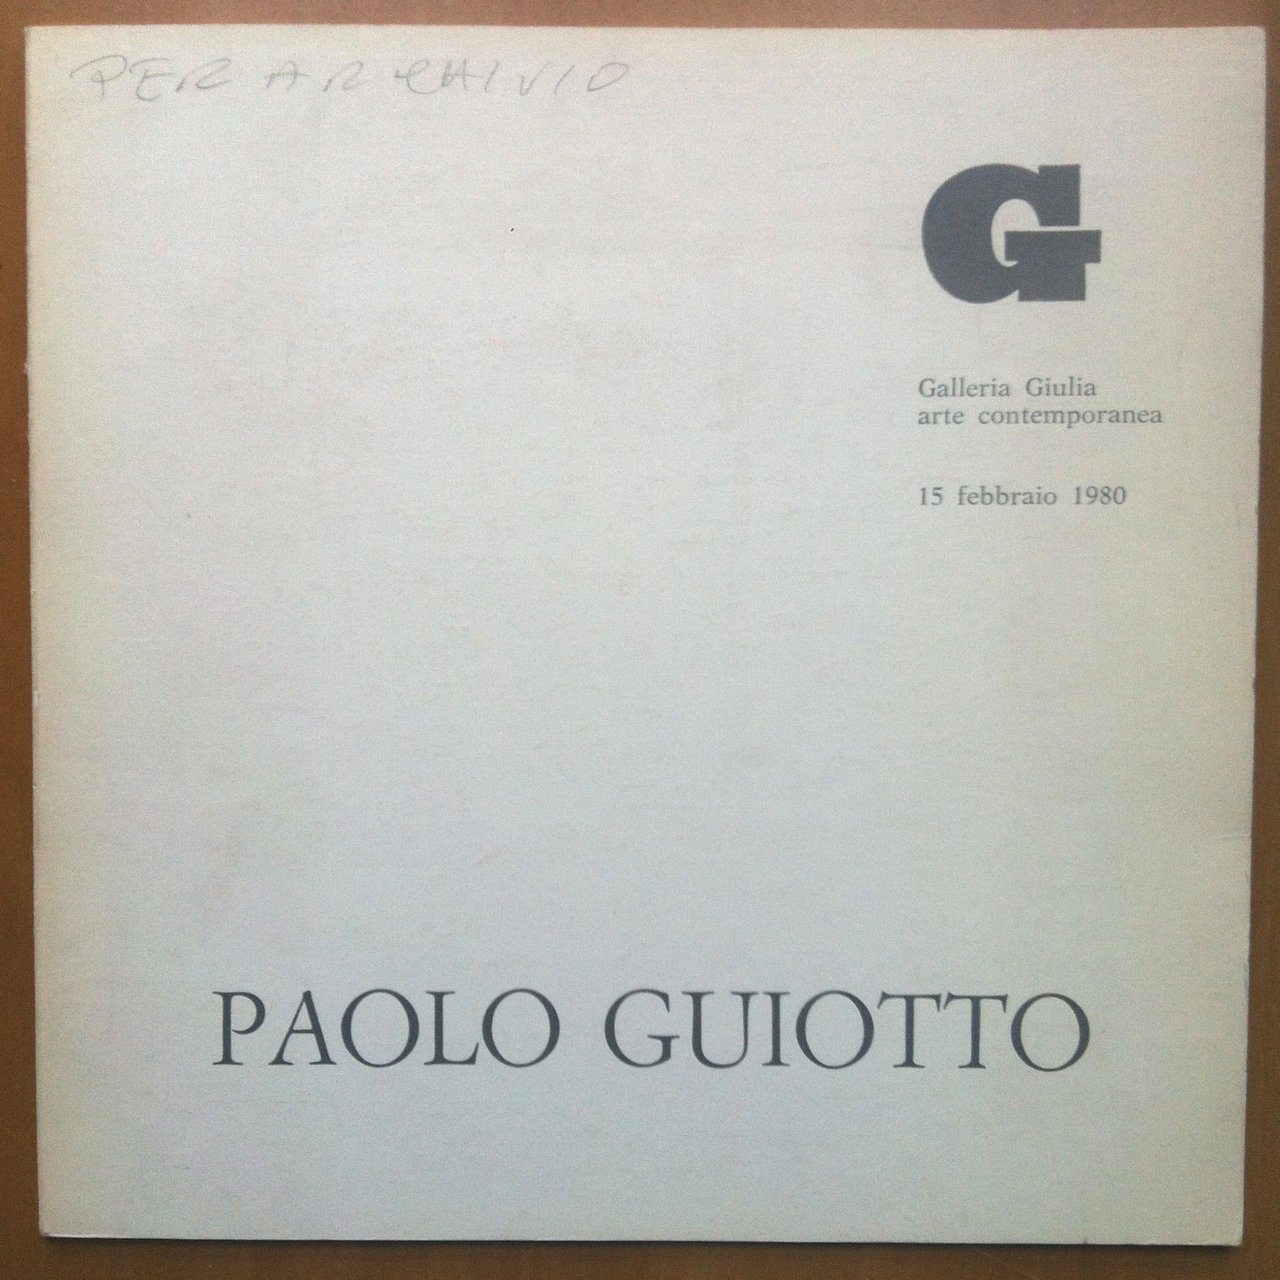 PER ARCHIVIO
G
Galleria Giulia
arte contemporanea
15 febbraio 1980
PAOLO GUIOTTO